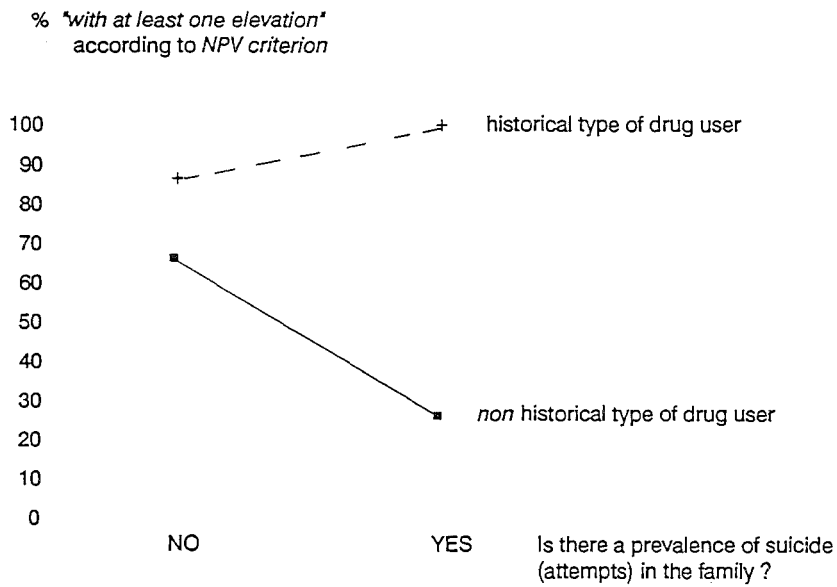 % "with at least one elevation"
according to NPV criterion
100
historical type of drug user
90
80
70
60
50
40
30
non historical type of drug user
20
10
0
NO
YES
Is there a prevalence of suicide
(attempts) in the family ?